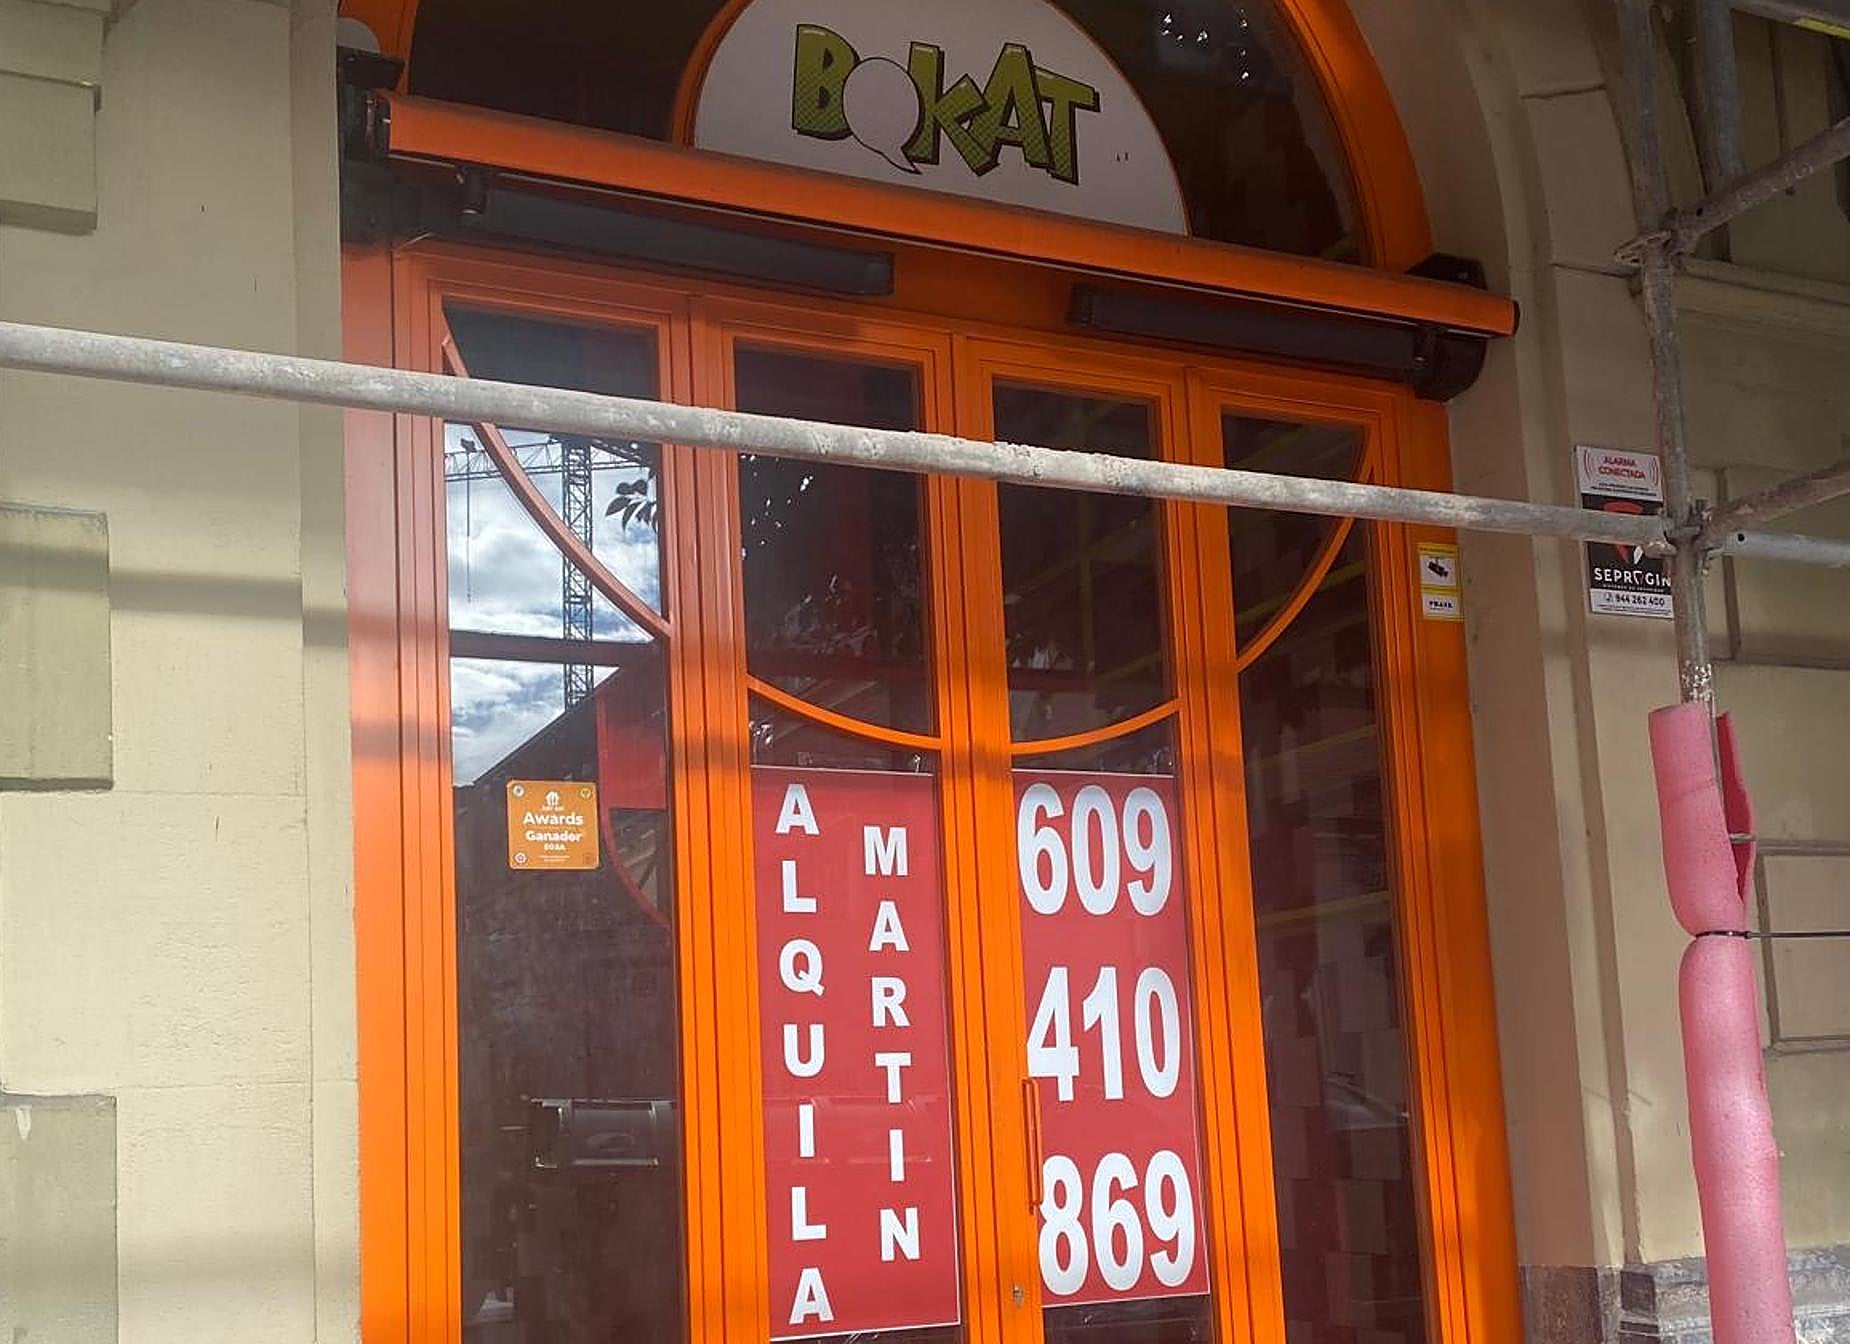 BOKAT
ALARMA
CONECTADA
SEPROGIN
944 262 400
Awards
Ganador
ALQUILA
MARTIN
609
410
869